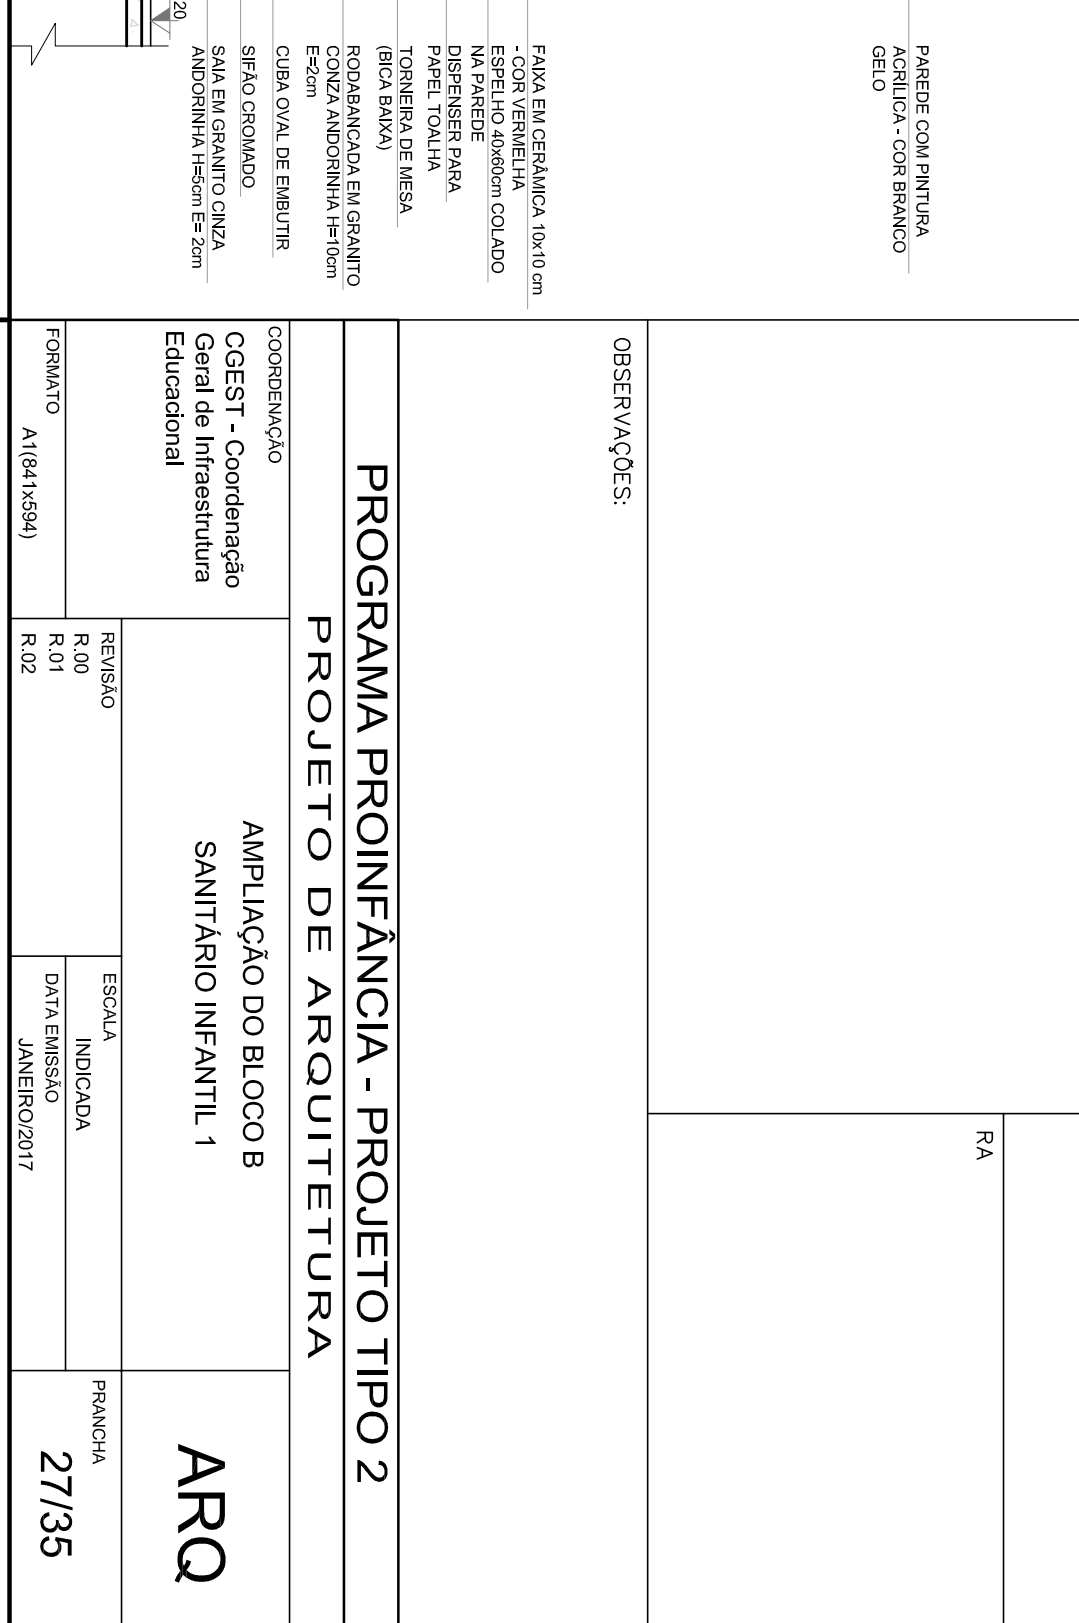 PAREDE COM PINTURA
ACRÍLICA - COR BRANCO
GELO
FAIXA EM CERÂMICA 10x10 cm
- COR VERMELHA
ESPELHO 40x60cm COLADO
NA PAREDE
DISPENSER PARA
PAPEL TOALHA
TORNEIRA DE MESA
(BICA BAIXA)
RODABANCADA EM GRANITO
CONZA ANDORINHA H=10cm
E=2cm
CUBA OVAL DE EMBUTIR
SIFÃO CROMADO
SAIA EM GRANITO CINZA
ANDORINHA H=5cm E= 2cm
20
RA
OBSERVAÇÕES:
PROGRAMA PROINFÂNCIA - PROJETO TIPO 2
PROJETO DE ARQUITETURA
COORDENAÇÃO
CGEST - Coordenação
Geral de Infraestrutura
Educacional
AMPLIAÇÃO DO BLOCO B
SANITÁRIO INFANTIL 1
ARQ
FORMATO
A1(841x594)
REVISÃO
R.00
R.01
R.02
ESCALA
INDICADA
DATA EMISSÃO
JANEIRO/2017
PRANCHA
27/35